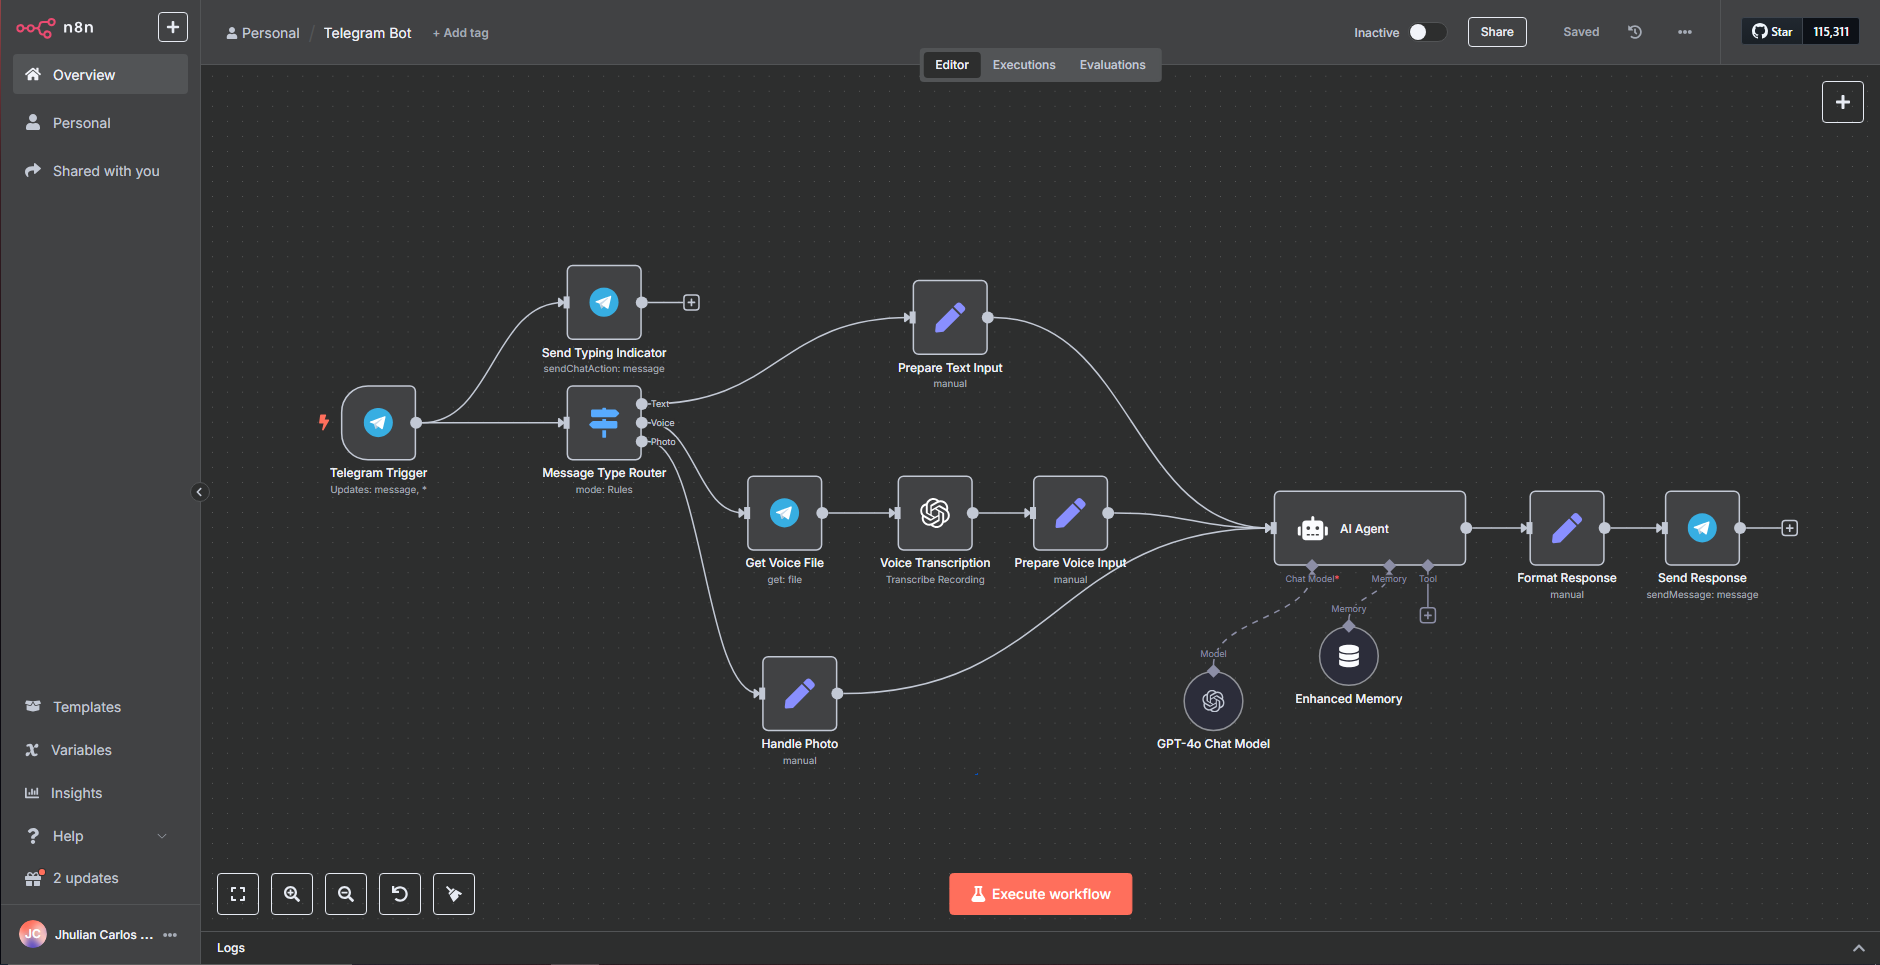 n8n
Personal / Telegram Bot + Add tag
Inactive
Share
Saved
Star 115,311
Editor Executions Evaluations
Overview
Personal
Shared with you
Send Typing Indicator
sendChatAction: message
Prepare Text Input
manual
Telegram Trigger
Updates: message, *
Text
Voice
Photo
Message Type Router
mode: Rules
Get Voice File
get: file
Voice Transcription
Transcribe Recording
Prepare Voice Input
manual
AI Agent
Chat Model*
Memory
Tool
Format Response
manual
Send Response
sendMessage: message
Memory
Enhanced Memory
Model
GPT-4o Chat Model
Handle Photo
manual
Templates
Variables
Insights
Help
2 updates
JC Jhulian Carlos ...
Execute workflow
Logs